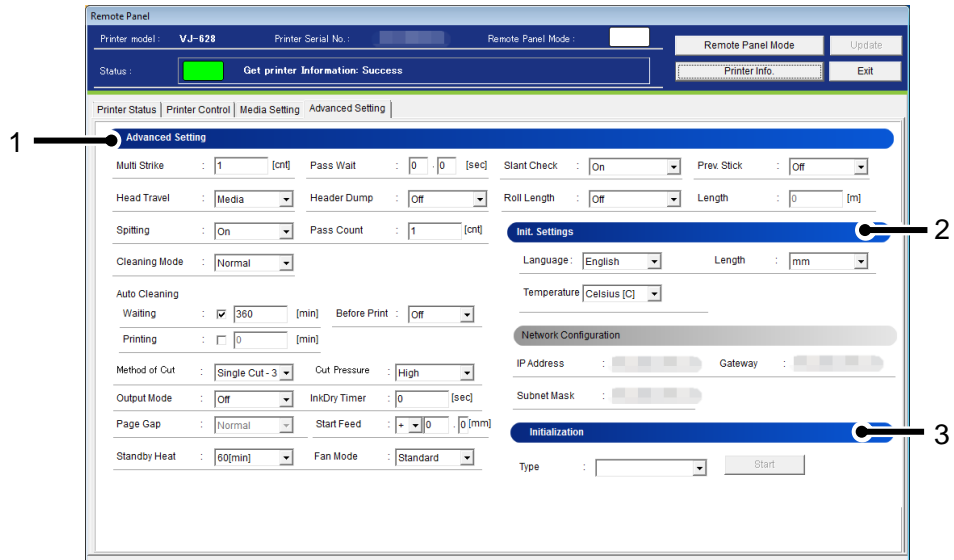 Remote Panel
Printer model : VJ-628 Printer Serial No. : Remote Panel Mode :
Remote Panel Mode Update
Status : Get printer Information: Success
Printer Info. Exit
Printer Status Printer Control Media Setting Advanced Setting
1 Advanced Setting
Multi Strike : 1 [cnt] Pass Wait : 0 . 0 [sec] Slant Check : On Prev. Stick : Off
Head Travel : Media Header Dump : Off Roll Length : Off Length : 0 [m]
Spitting : On Pass Count : 1 [cnt] Init. Settings 2
Cleaning Mode : Normal Language : English Length : mm
Auto Cleaning Temperature Celsius [C]
Waiting : 360 [min] Before Print : Off
Printing : 0 [min] Network Configuration
IP Address : Gateway :
Method of Cut : Single Cut - 3 Cut Pressure : High
Output Mode : Off InkDry Timer : 0 [sec] Subnet Mask :
Page Gap : Normal Start Feed : + 0 . 0 [mm] Initialization 3
Standby Heat : 60[min] Fan Mode : Standard Type : Start